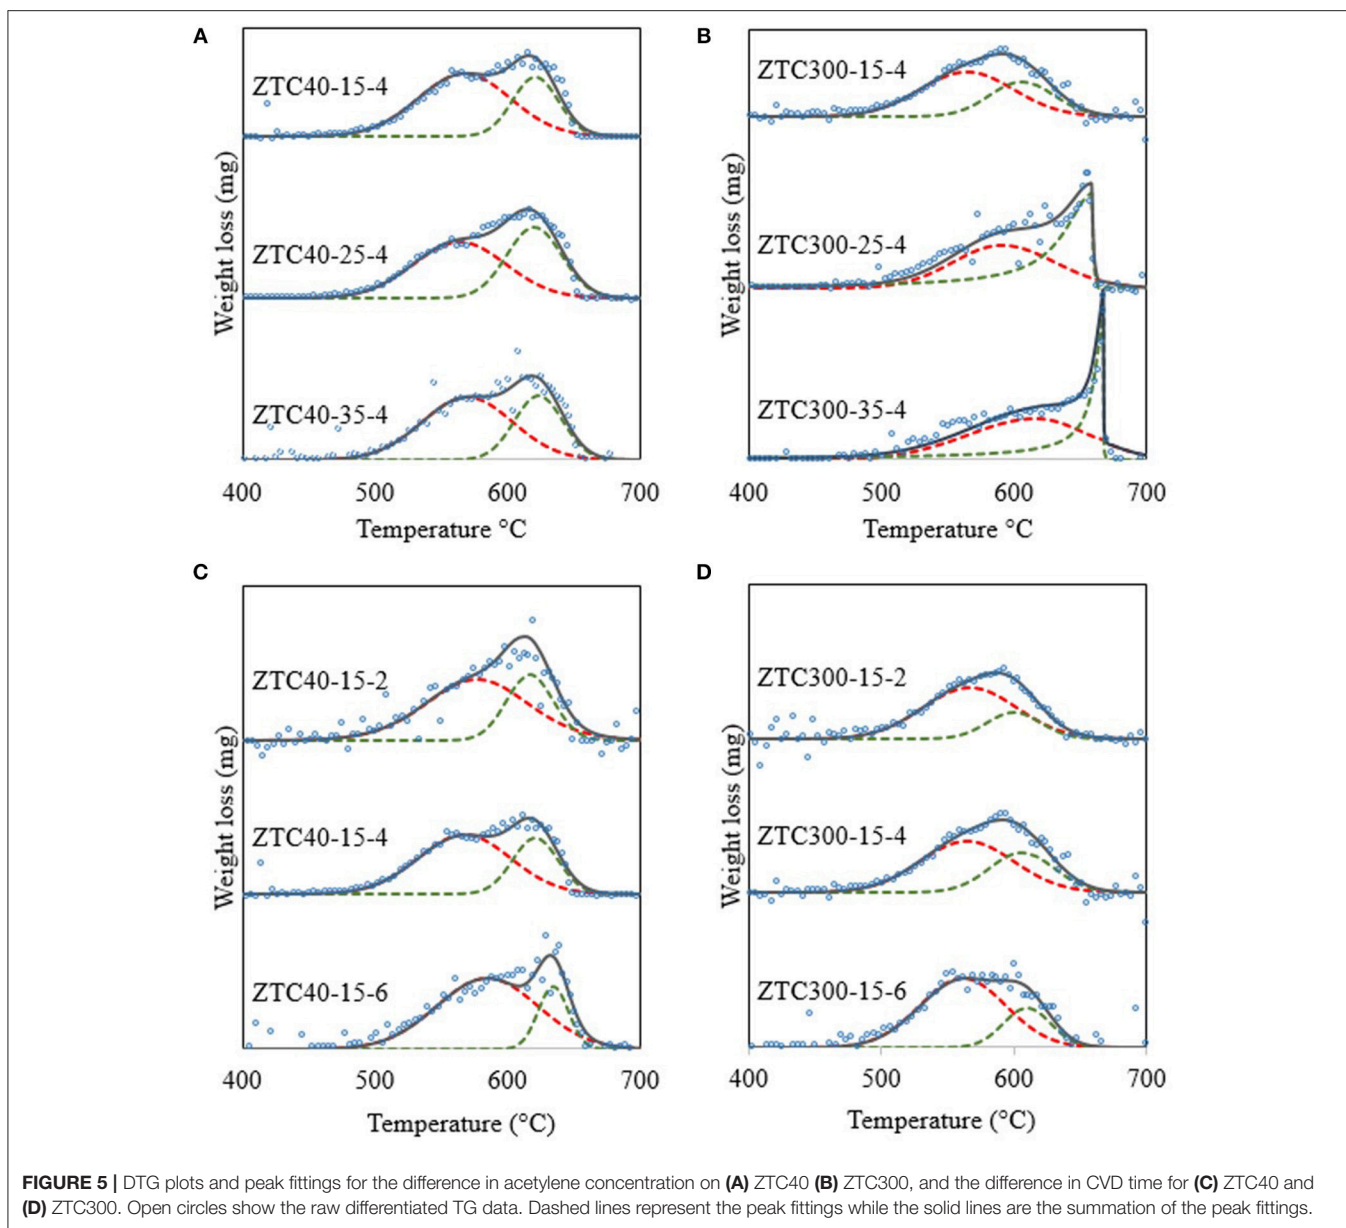 A
ZTC40-15-4
ZTC40-25-4
ZTC40-35-4
Weight loss (mg)
400 500 600 700
Temperature °C
B
ZTC300-15-4
ZTC300-25-4
ZTC300-35-4
Weight loss (mg)
400 500 600 700
Temperature °C
C
ZTC40-15-2
ZTC40-15-4
ZTC40-15-6
Weight loss (mg)
400 500 600 700
Temperature (°C)
D
ZTC300-15-2
ZTC300-15-4
ZTC300-15-6
Weight loss (mg)
400 500 600 700
Temperature (°C)
FIGURE 5 | DTG plots and peak fittings for the difference in acetylene concentration on (A) ZTC40 (B) ZTC300, and the difference in CVD time for (C) ZTC40 and
(D) ZTC300. Open circles show the raw differentiated TG data. Dashed lines represent the peak fittings while the solid lines are the summation of the peak fittings.